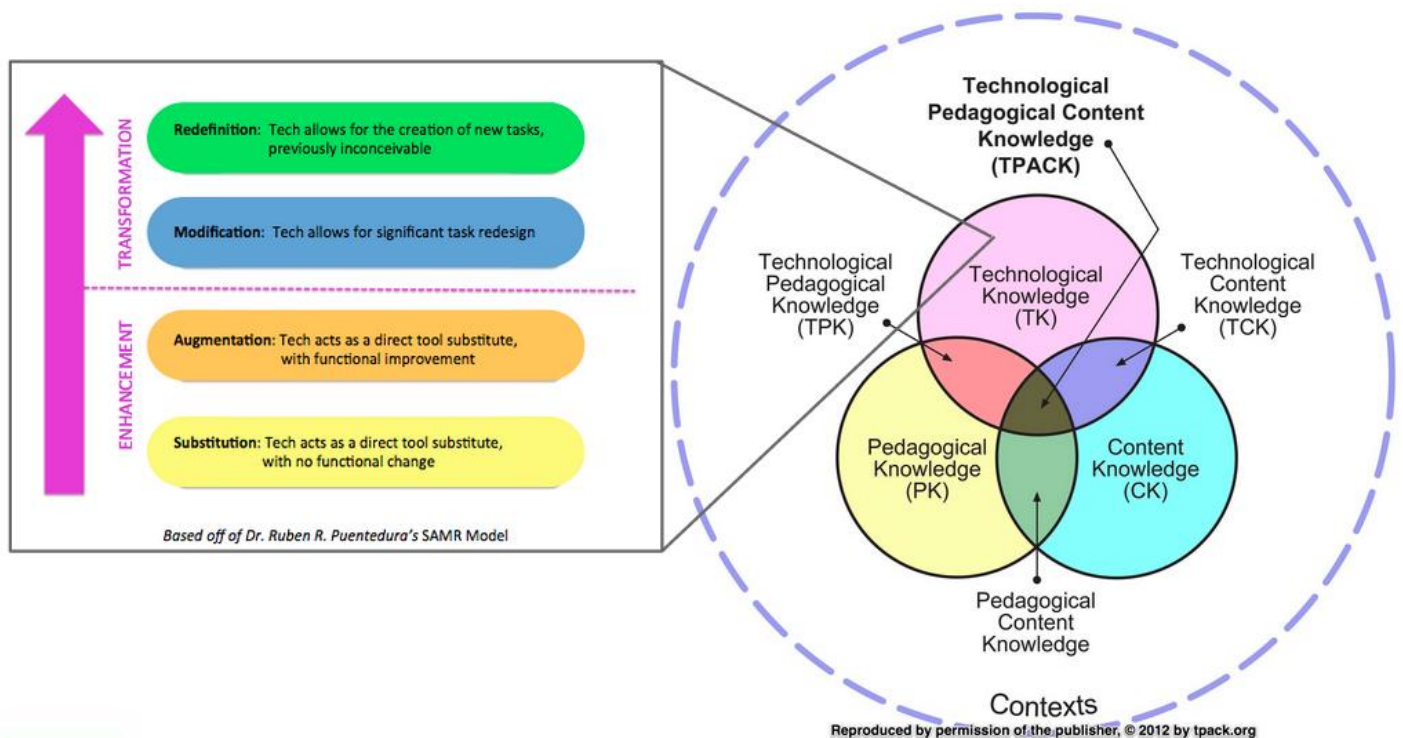 TRANSFORMATION
ENHANCEMENT
Redefinition: Tech allows for the creation of new tasks,
previously inconceivable
Modification: Tech allows for significant task redesign
Augmentation: Tech acts as a direct tool substitute,
with functional improvement
Substitution: Tech acts as a direct tool substitute,
with no functional change
Based off of Dr. Ruben R. Puentedura's SAMR Model
Technological
Pedagogical Content
Knowledge
(TPACK)
Technological
Pedagogical
Knowledge
(TPK)
Technological
Knowledge
(TK)
Technological
Content
Knowledge
(TCK)
Pedagogical
Knowledge
(PK)
Content
Knowledge
(CK)
Pedagogical
Content
Knowledge
Contexts
Reproduced by permission of the publisher, © 2012 by tpack.org